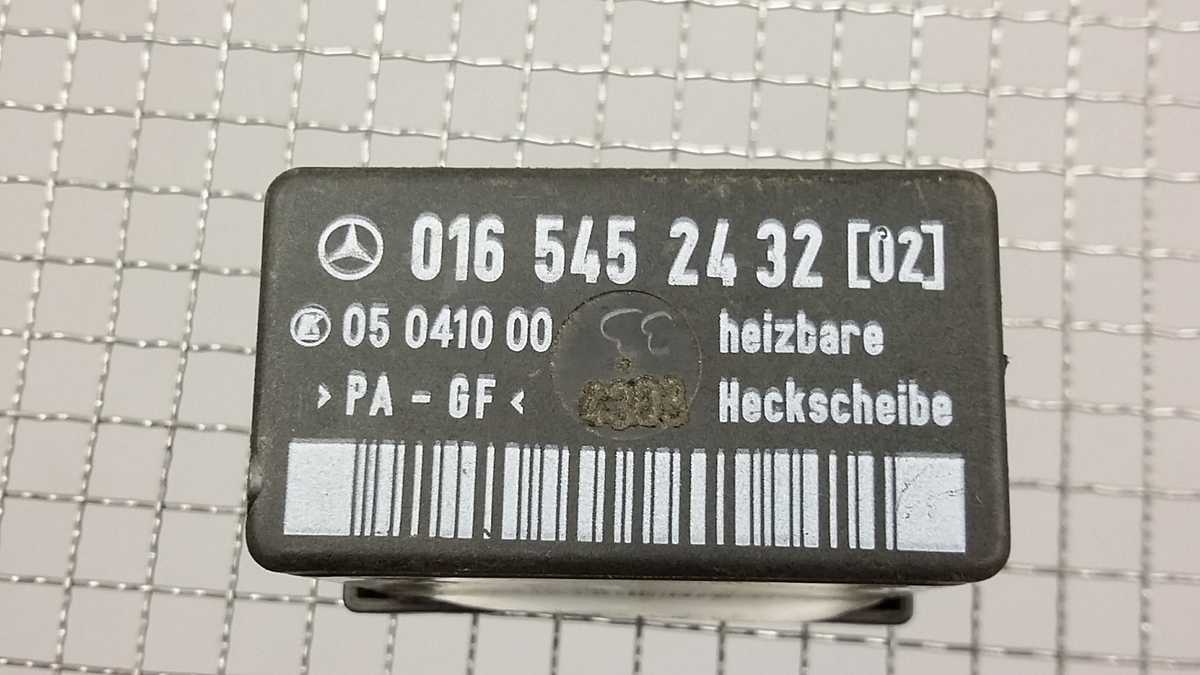 016 545 24 32 [02]
K 05 0410 00
heizbare
>PA - GF<
Heckscheibe